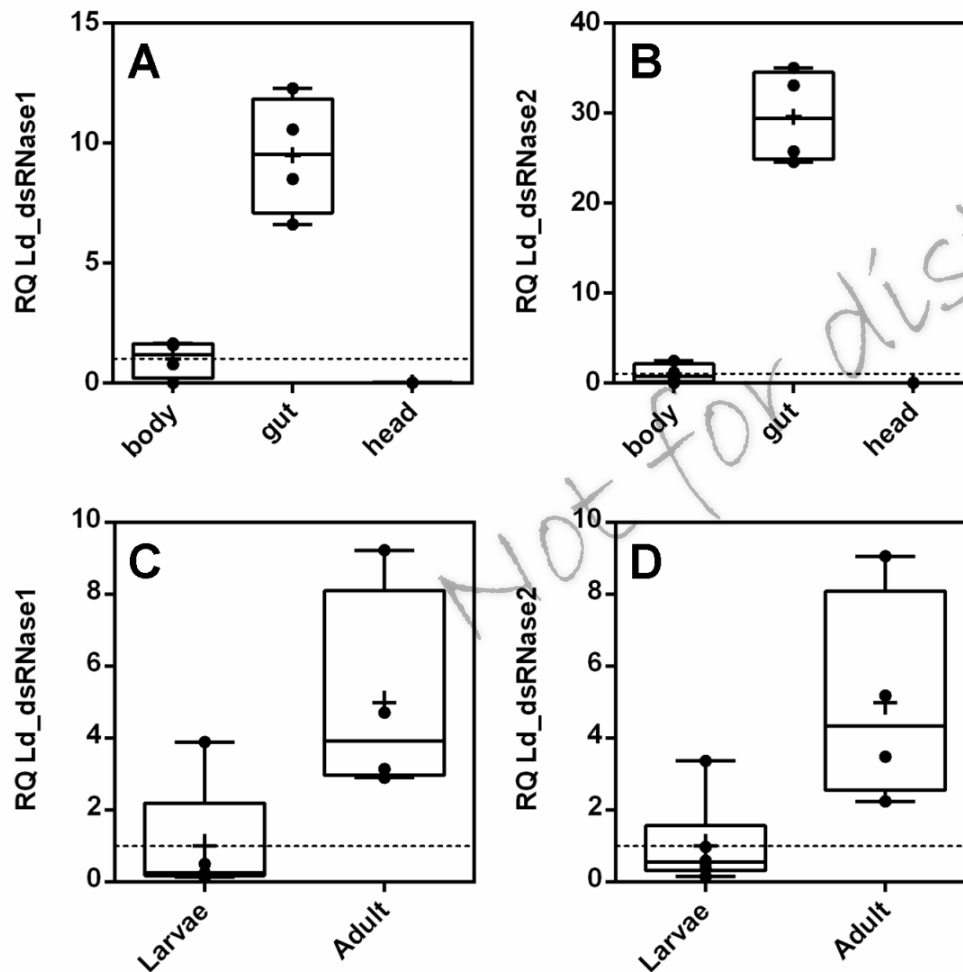 A
RQ Ld_dsRNase1
15
10
5
0
body
gut
head
B
RQ Ld_dsRNase2
40
30
20
10
0
body
gut
head
C
RQ Ld_dsRNase1
10
8
6
4
2
0
Larvae
Adult
D
RQ Ld_dsRNase2
10
8
6
4
2
0
Larvae
Adult
Not for dis